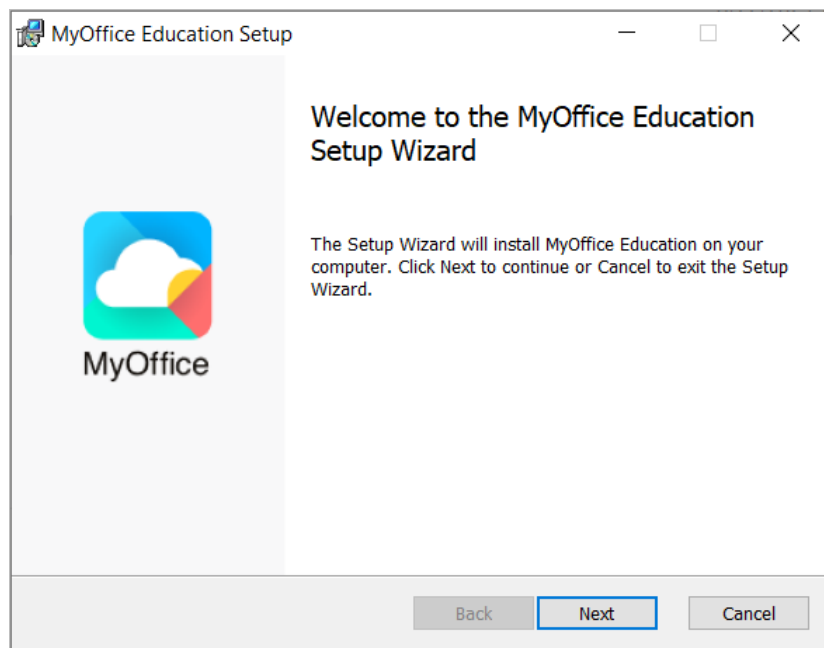 MyOffice Education Setup
Welcome to the MyOffice Education
Setup Wizard
The Setup Wizard will install MyOffice Education on your
computer. Click Next to continue or Cancel to exit the Setup
Wizard.
MyOffice
Back
Next
Cancel